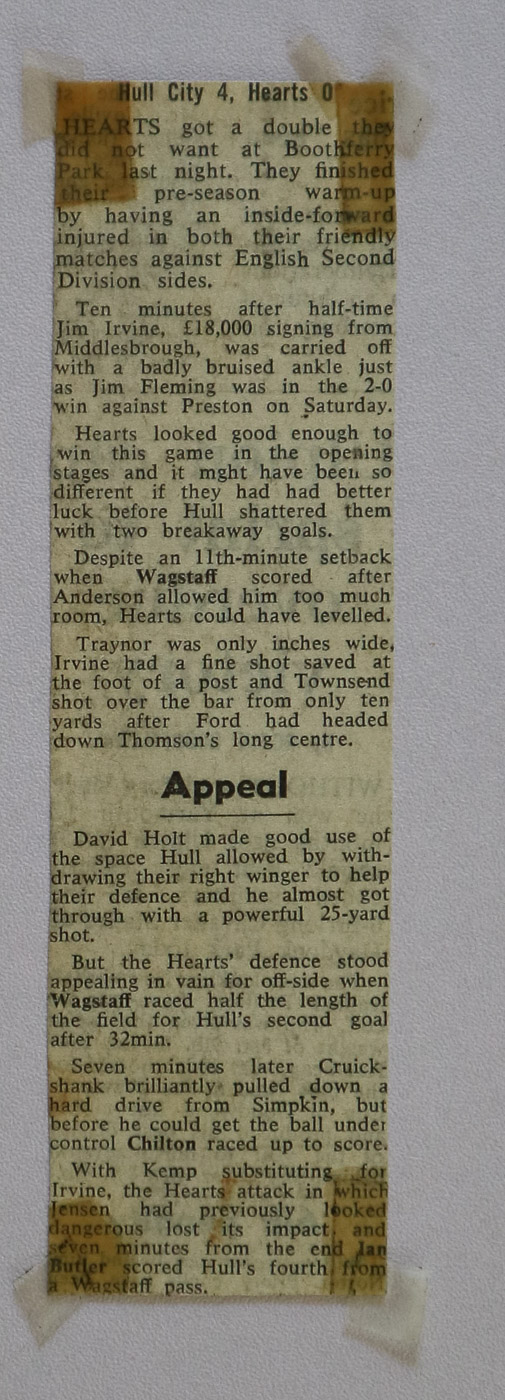 Hull City 4, Hearts 0
HEARTS got a double they
did not want at Boothferry
Park last night. They finished
their pre-season warm-up
by having an inside-forward
injured in both their friendly
matches against English Second
Division sides.
Ten minutes after half-time
Jim Irvine, £18,000 signing from
Middlesbrough, was carried off
with a badly bruised ankle just
as Jim Fleming was in the 2-0
win against Preston on Saturday.
Hearts looked good enough to
win this game in the opening
stages and it mght have been so
different if they had had better
luck before Hull shattered them
with two breakaway goals.
Despite an 11th-minute setback
when Wagstaff scored after
Anderson allowed him too much
room, Hearts could have levelled.
Traynor was only inches wide,
Irvine had a fine shot saved at
the foot of a post and Townsend
shot over the bar from only ten
yards after Ford had headed
down Thomson's long centre.
Appeal
David Holt made good use of
the space Hull allowed by with-
drawing their right winger to help
their defence and he almost got
through with a powerful 25-yard
shot.
But the Hearts' defence stood
appealing in vain for off-side when
Wagstaff raced half the length of
the field for Hull's second goal
after 32min.
Seven minutes later Cruick-
shank brilliantly pulled down a
hard drive from Simpkin, but
before he could get the ball under
control Chilton raced up to score.
With Kemp substituting for
Irvine, the Hearts attack in which
Jensen had previously looked
dangerous lost its impact and
seven minutes from the end Ian
Butler scored Hull's fourth from
a Wagstaff pass.